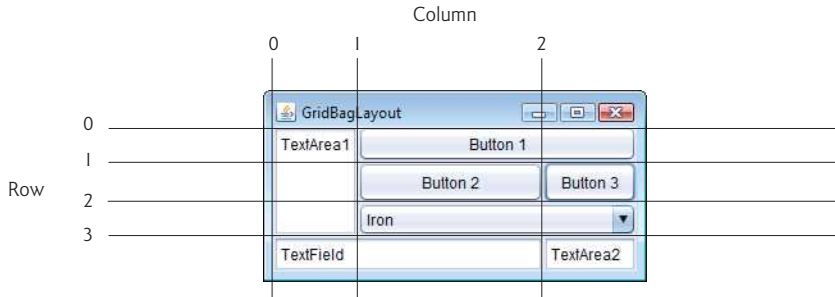 Column
0 1 2
GridBagLayout
0
TextArea1 Button 1
1
Button 2 Button 3
Row
2
Iron
3
TextField TextArea2